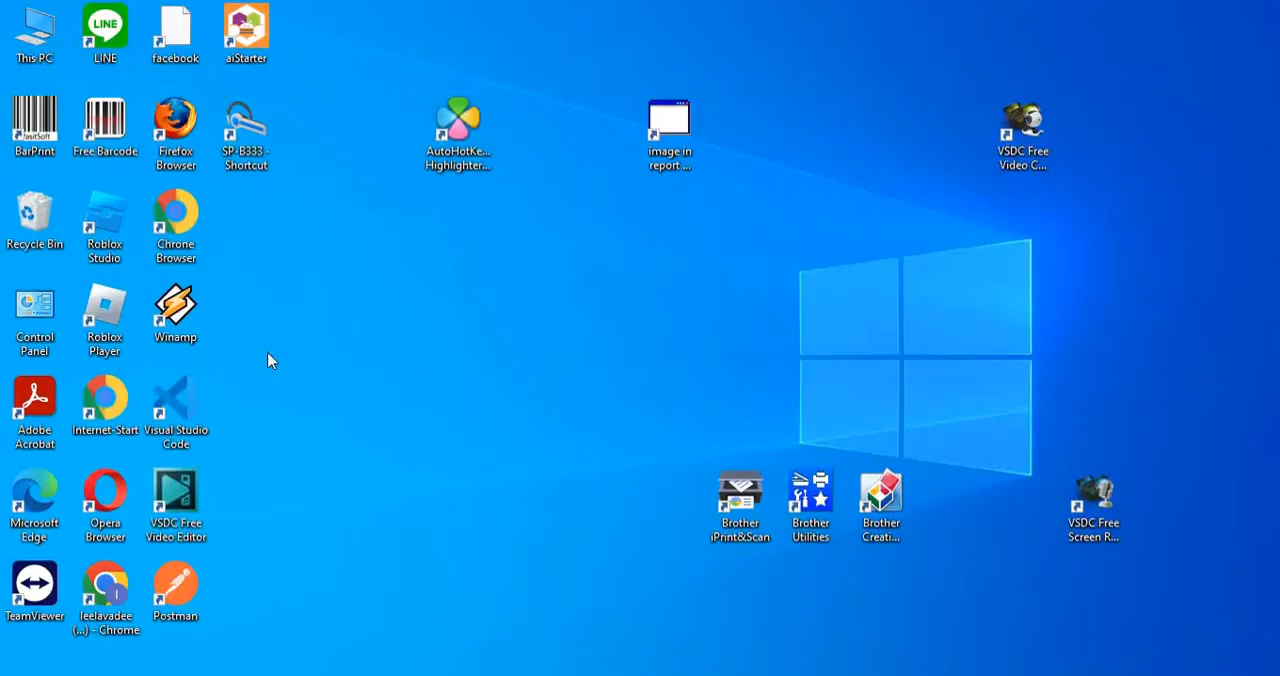 This PC
LINE
facebook
aiStarter
BarPrint
Free Barcode
Firefox
Browser
SP-B333 -
Shortcut
AutoHotKe...
Highlighter...
image in
report ...
VSDC Free
Video C...
Recycle Bin
Roblox
Studio
Chrone
Browser
Control
Panel
Roblox
Player
Winamp
Adobe
Acrobat
Internet-Start
Visual Studio
Code
Microsoft
Edge
Opera
Browser
VSDC Free
Video Editor
Brother
iPrint&Scan
Brother
Utilities
Brother
Creati...
VSDC Free
Screen R...
TeamViewer
leelavadee
(...) - Chrome
Postman